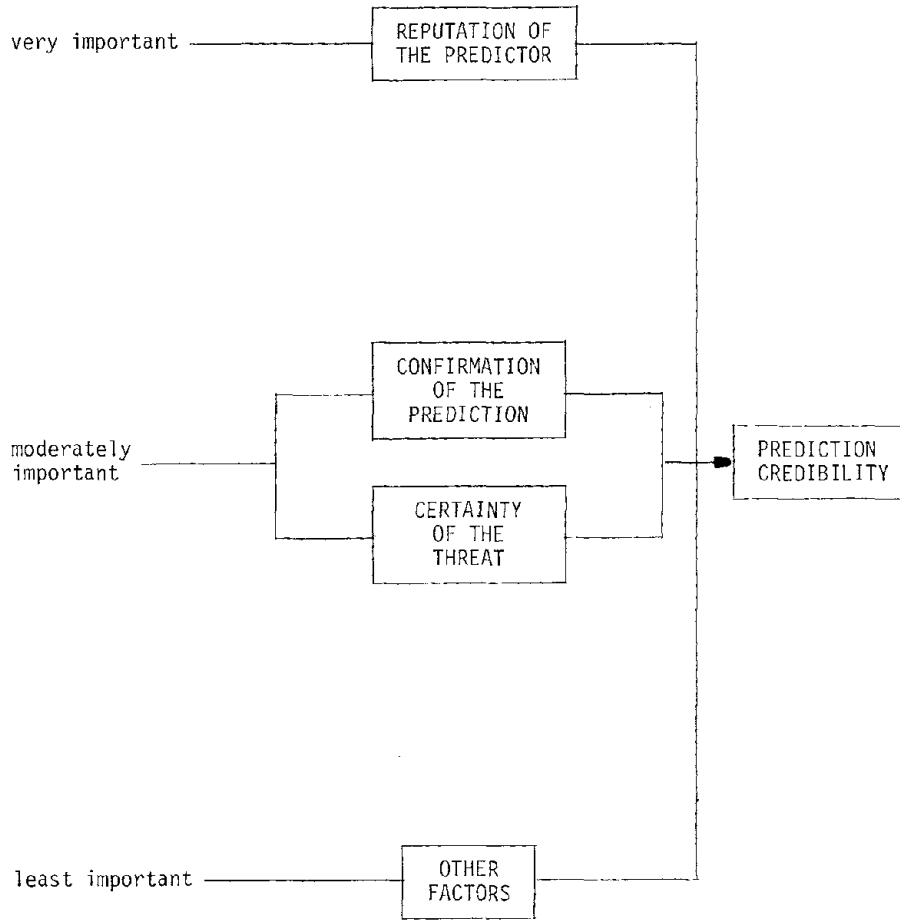 very important
REPUTATION OF
THE PREDICTOR
CONFIRMATION
OF THE
PREDICTION
moderately
important
PREDICTION
CREDIBILITY
CERTAINTY
OF THE
THREAT
least important
OTHER
FACTORS